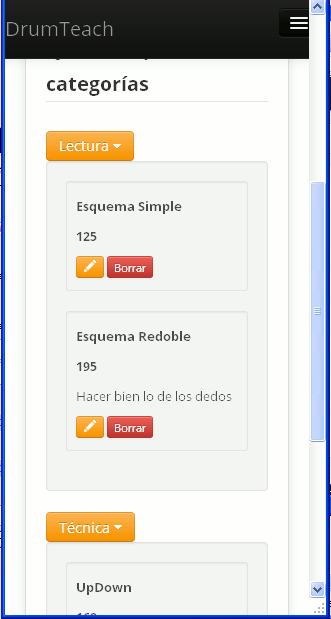 DrumTeach
categorías
Lectura
Esquema Simple
125
Borrar
Esquema Redoble
195
Hacer bien lo de los dedos
Borrar
Técnica
UpDown